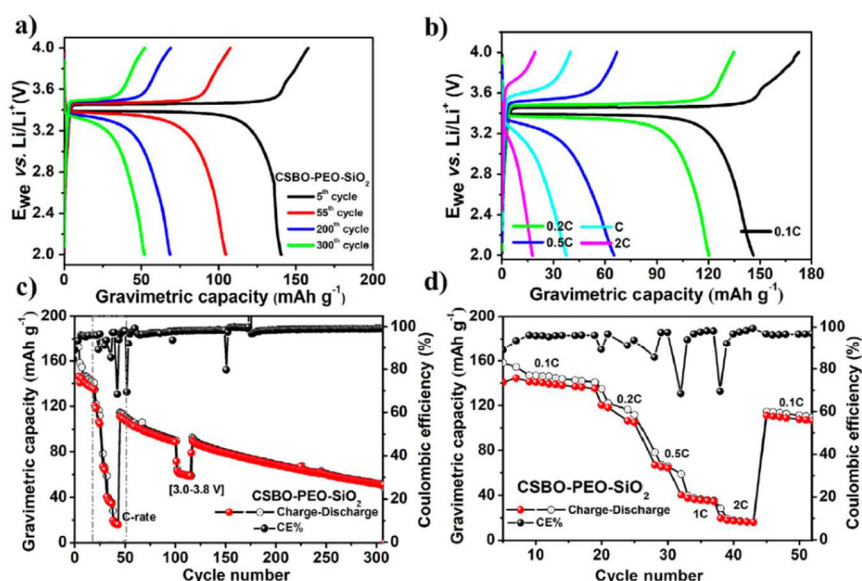 a)
E_we vs. Li/Li⁺ (V)
4.0
3.6
3.2
2.8
2.4
2.0
CSBO-PEO-SiO₂
5ᵗʰ cycle
55ᵗʰ cycle
200ᵗʰ cycle
300ᵗʰ cycle
0 50 100 150 200
Gravimetric capacity (mAh g⁻¹)
b)
E_we vs. Li/Li⁺ (V)
4.0
3.6
3.2
2.8
2.4
2.0
0.2C C
0.5C 2C
0.1C
0 30 60 90 120 150 180
Gravimetric capacity (mAh g⁻¹)
c)
Gravimetric capacity (mAh g⁻¹)
200
160
120
80
40
0
100
80
60
40
20
0
Coulombic efficiency (%)
[3.0-3.8 V]
C-rate
CSBO-PEO-SiO₂
Charge-Discharge
CE%
0 50 100 150 200 250 300
Cycle number
d)
Gravimetric capacity (mAh g⁻¹)
200
160
120
80
40
0
100
80
60
40
20
0
Coulombic efficiency (%)
0.1C
0.2C
0.5C
1C
2C
0.1C
CSBO-PEO-SiO₂
Charge-Discharge
CE%
10 20 30 40 50
Cycle number